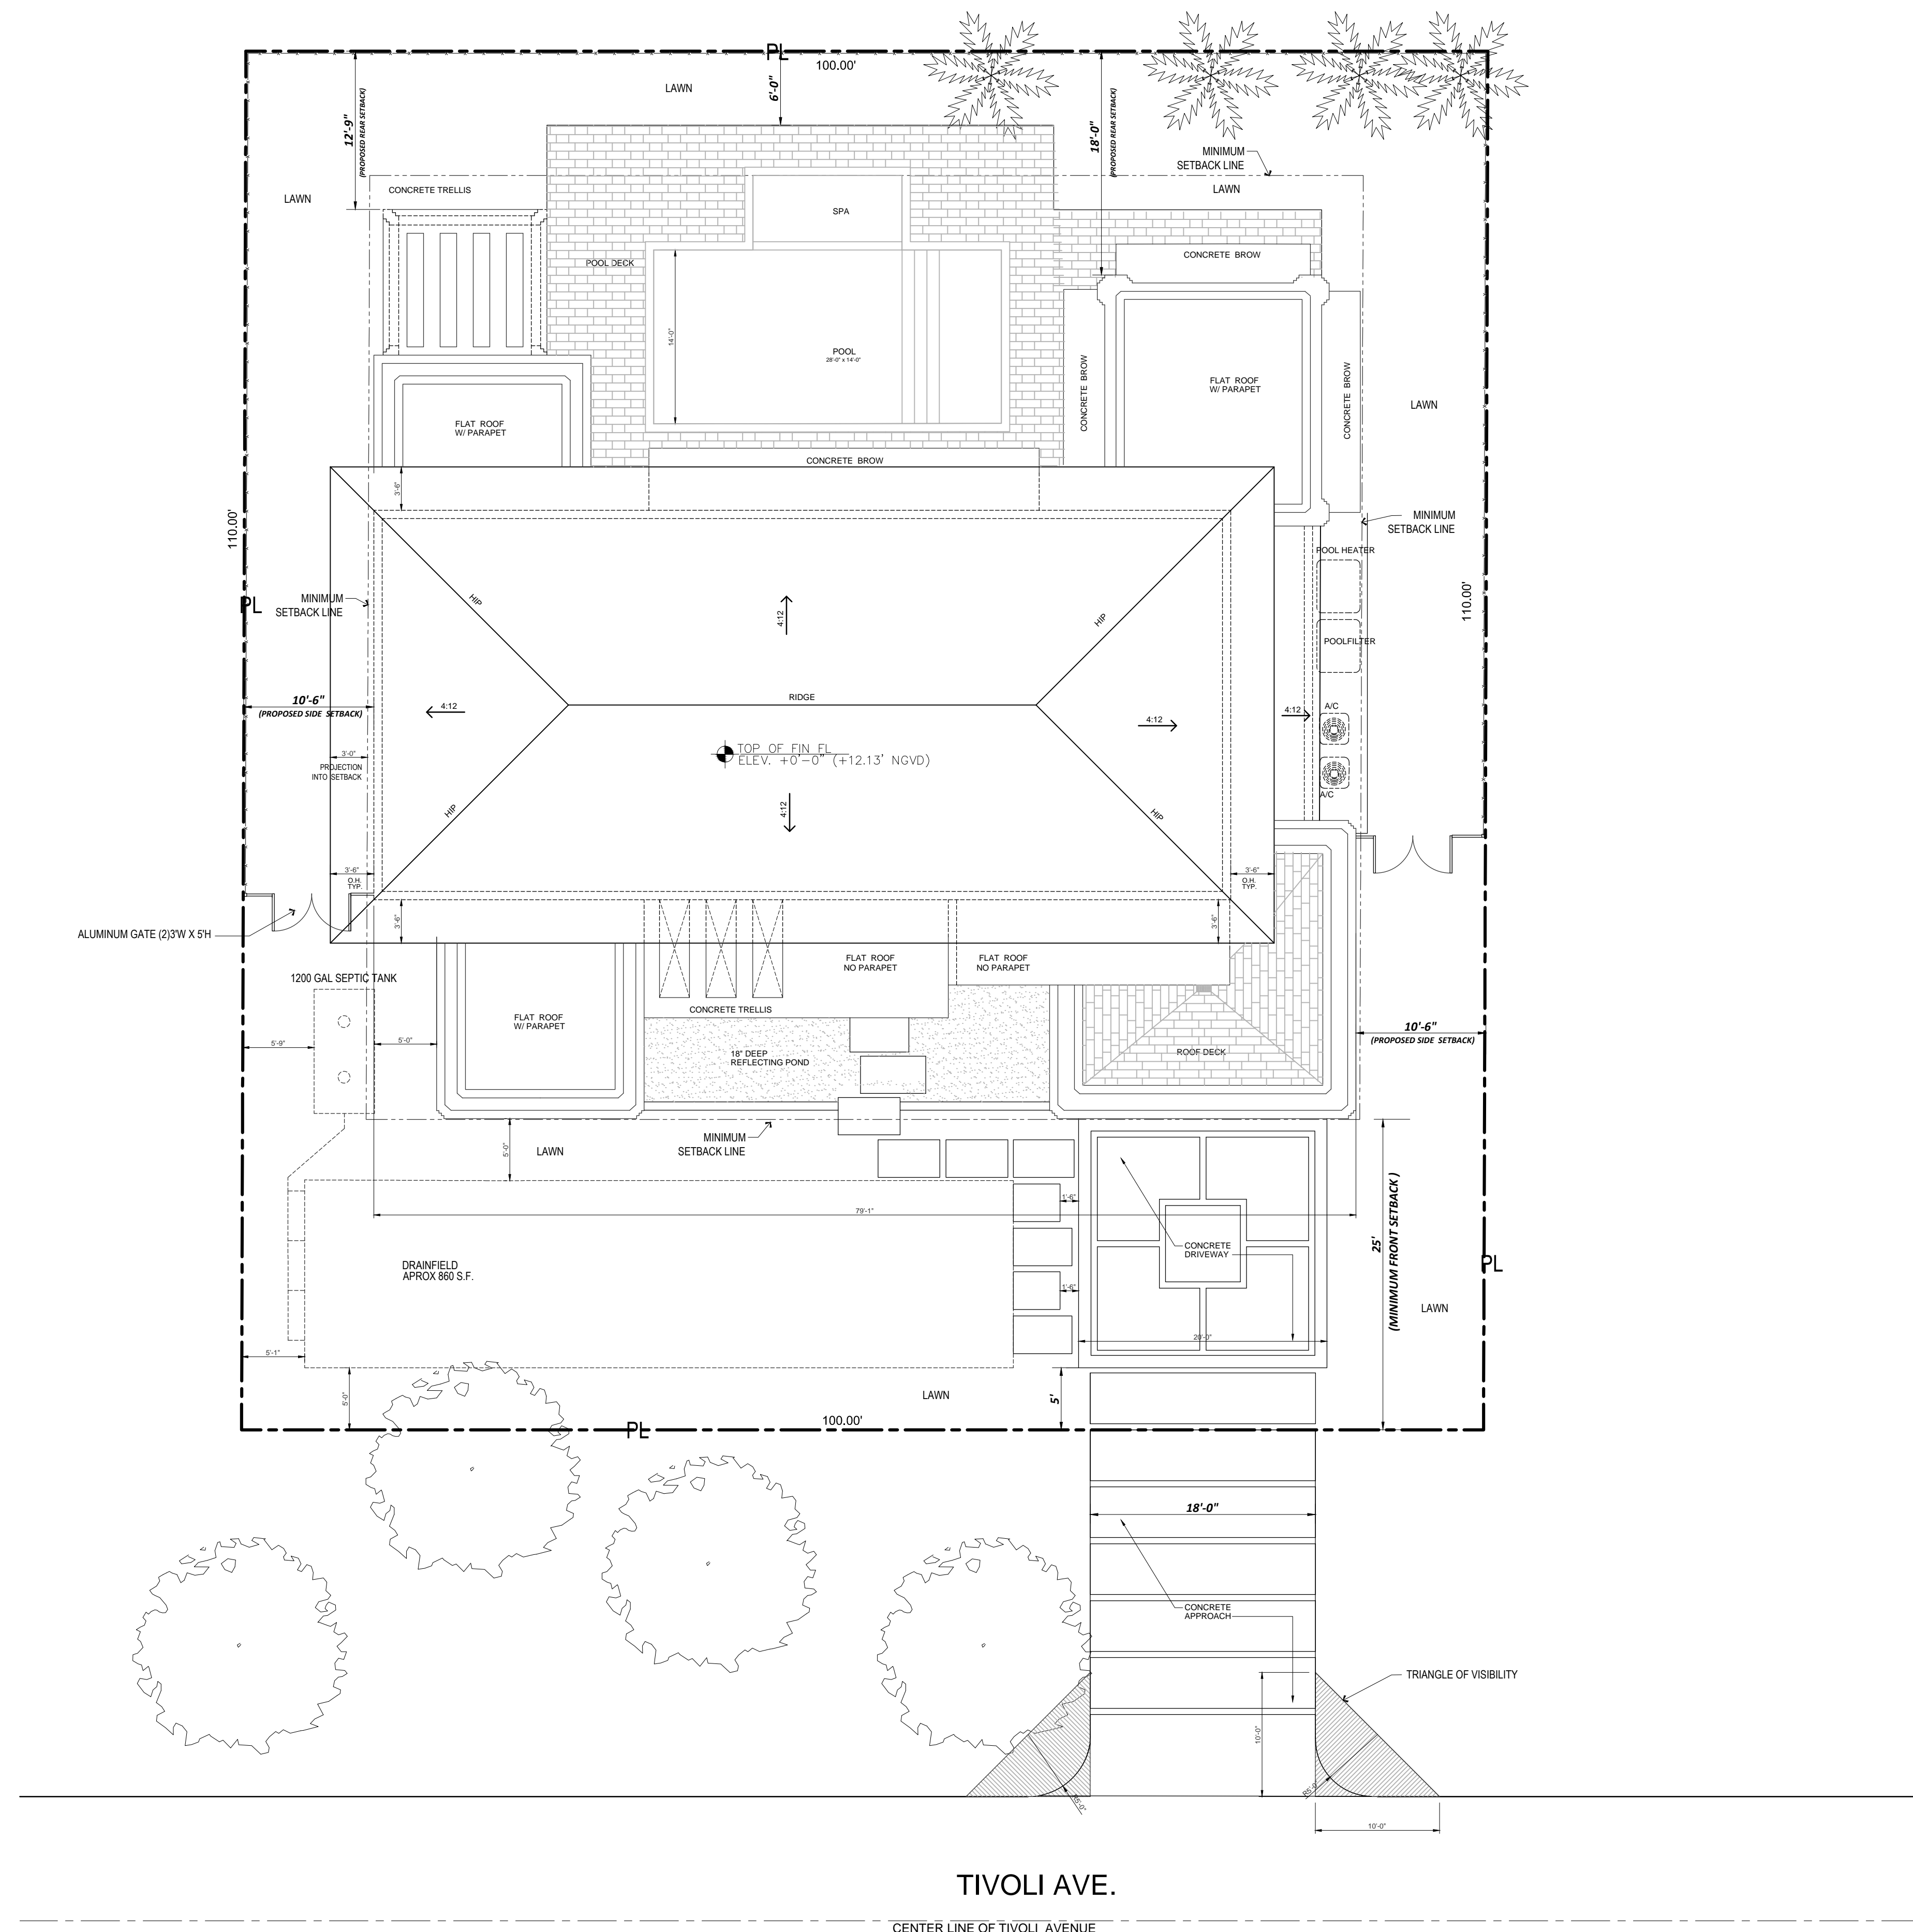 PL
100.00'
LAWN
6'-0"
12'-9"
(PROPOSED REAR SETBACK)
18'-0"
(PROPOSED REAR SETBACK)
MINIMUM
SETBACK LINE
LAWN
CONCRETE TRELLIS
LAWN
SPA
POOL DECK
CONCRETE BROW
14'-0"
POOL
28'-0" x 14'-0"
CONCRETE BROW
FLAT ROOF
W/ PARAPET
CONCRETE BROW
LAWN
FLAT ROOF
W/ PARAPET
CONCRETE BROW
3'-6"
110.00'
MINIMUM
SETBACK LINE
POOL HEATER
PL
MINIMUM
SETBACK LINE
HIP
4:12
HIP
110.00'
POOLFILTER
10'-6"
(PROPOSED SIDE SETBACK)
4:12
RIDGE
4:12
4:12
A/C
TOP OF FIN FL
ELEV. +0'-0" (+12.13' NGVD)
3'-0"
PROJECTION
INTO SETBACK
A/C
HIP
4:12
HIP
3'-6"
O.H.
TYP.
3'-6"
O.H.
TYP.
3'-6"
3'-6"
ALUMINUM GATE (2)3'W X 5'H
1200 GAL SEPTIC TANK
FLAT ROOF
NO PARAPET
FLAT ROOF
NO PARAPET
CONCRETE TRELLIS
FLAT ROOF
W/ PARAPET
5'-9"
5'-0"
18" DEEP
REFLECTING POND
ROOF DECK
10'-6"
(PROPOSED SIDE SETBACK)
5'-0"
LAWN
MINIMUM
SETBACK LINE
1'-6"
79'-1"
25'
(MINIMUM FRONT SETBACK )
CONCRETE
DRIVEWAY
PL
DRAINFIELD
APROX 860 S.F.
1'-6"
LAWN
20'-0"
5'-1"
5'-0"
LAWN
5'
PL
100.00'
18'-0"
CONCRETE
APPROACH
TRIANGLE OF VISIBILITY
10'-0"
R5'-0"
R5'-0"
10'-0"
TIVOLI AVE.
CENTER LINE OF TIVOLI AVENUE